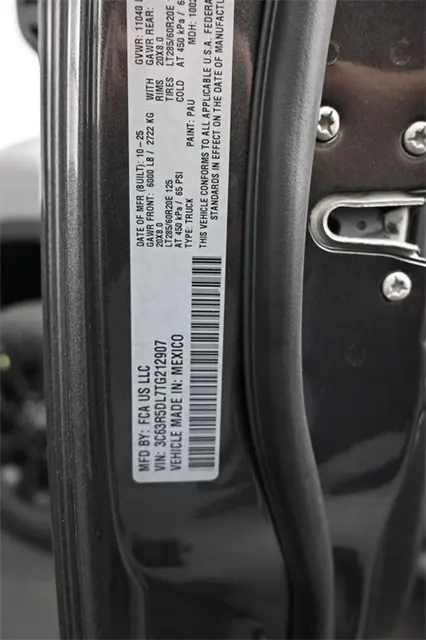 MFD BY: FCA US LLC
VIN: 3C63R5DL7TG212907
VEHICLE MADE IN: MEXICO
DATE OF MFR (BUILT): 10-25
GVWR: 11040
GAWR FRONT: 6000 LB / 2722 KG WITH
GAWR REAR:
20X8.0 RIMS
20X8.0
LT285/60R20E 125 TIRES
LT285/60R20E
AT 450 kPa / 65 PSI COLD
AT 450 kPa / 65
TYPE: TRUCK
PAINT: PAU
MDH: 1002
THIS VEHICLE CONFORMS TO ALL APPLICABLE U.S.A. FEDERAL
STANDARDS IN EFFECT ON THE DATE OF MANUFACTURE